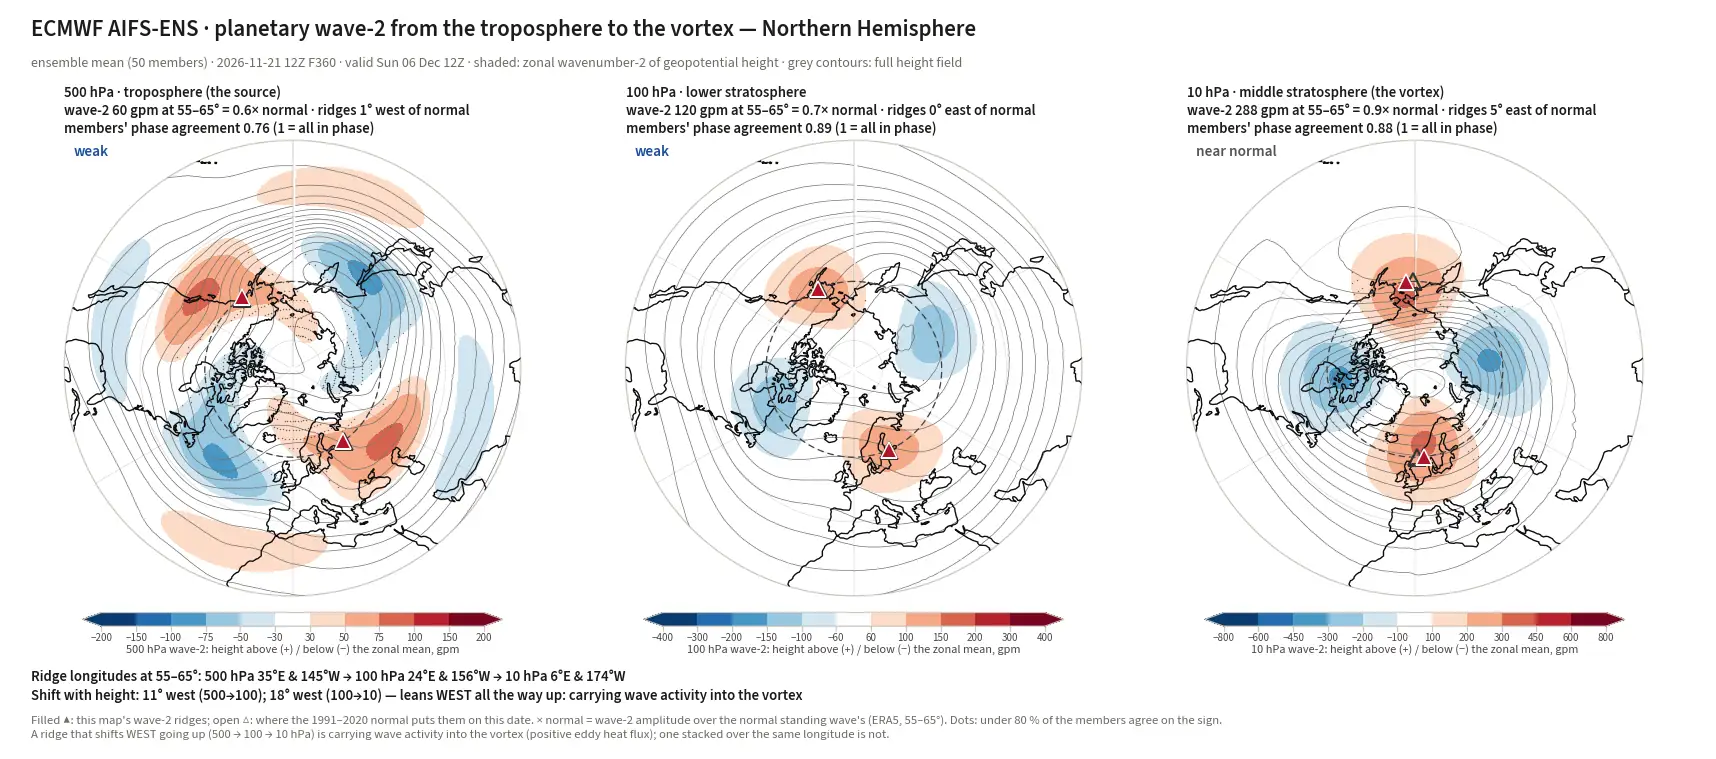 ECMWF AIFS-ENS · planetary wave-2 from the troposphere to the vortex — Northern Hemisphere
ensemble mean (50 members) · 2026-11-21 12Z F360 · valid Sun 06 Dec 12Z · shaded: zonal wavenumber-2 of geopotential height · grey contours: full height field
500 hPa · troposphere (the source)
wave-2 60 gpm at 55–65° = 0.6× normal · ridges 1° west of normal
members' phase agreement 0.76 (1 = all in phase)
weak
100 hPa · lower stratosphere
wave-2 120 gpm at 55–65° = 0.7× normal · ridges 0° east of normal
members' phase agreement 0.89 (1 = all in phase)
weak
10 hPa · middle stratosphere (the vortex)
wave-2 288 gpm at 55–65° = 0.9× normal · ridges 5° east of normal
members' phase agreement 0.88 (1 = all in phase)
near normal
−200 −150 −100 −75 −50 −30 30 50 75 100 150 200
500 hPa wave-2: height above (+) / below (−) the zonal mean, gpm
−400 −300 −200 −150 −100 −60 60 100 150 200 300 400
100 hPa wave-2: height above (+) / below (−) the zonal mean, gpm
−800 −600 −450 −300 −200 −100 100 200 300 450 600 800
10 hPa wave-2: height above (+) / below (−) the zonal mean, gpm
Ridge longitudes at 55–65°: 500 hPa 35°E & 145°W → 100 hPa 24°E & 156°W → 10 hPa 6°E & 174°W
Shift with height: 11° west (500→100); 18° west (100→10) — leans WEST all the way up: carrying wave activity into the vortex
Filled ▲: this map's wave-2 ridges; open △: where the 1991–2020 normal puts them on this date. × normal = wave-2 amplitude over the normal standing wave's (ERA5, 55–65°). Dots: under 80 % of the members agree on the sign.
A ridge that shifts WEST going up (500 → 100 → 10 hPa) is carrying wave activity into the vortex (positive eddy heat flux); one stacked over the same longitude is not.